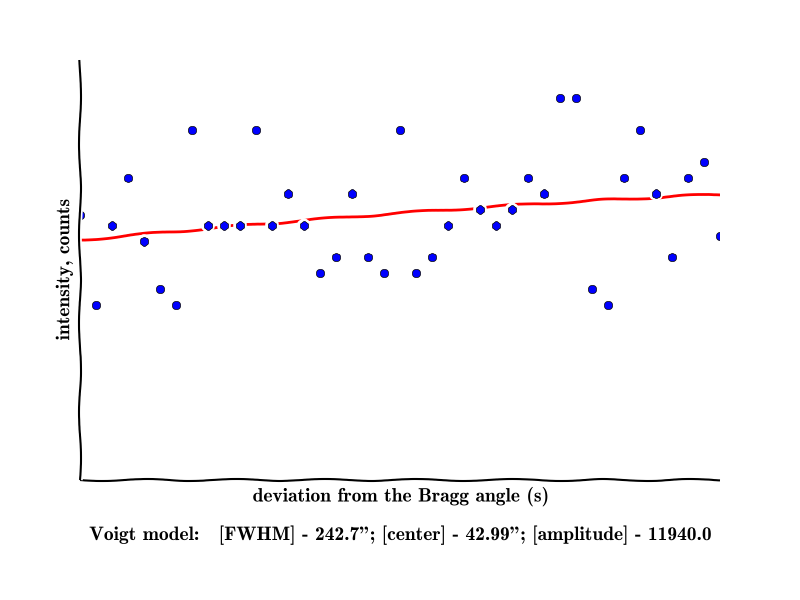 intensity, counts
deviation from the Bragg angle (s)
Voigt model: [FWHM] - 242.7”; [center] - 42.99”; [amplitude] - 11940.0